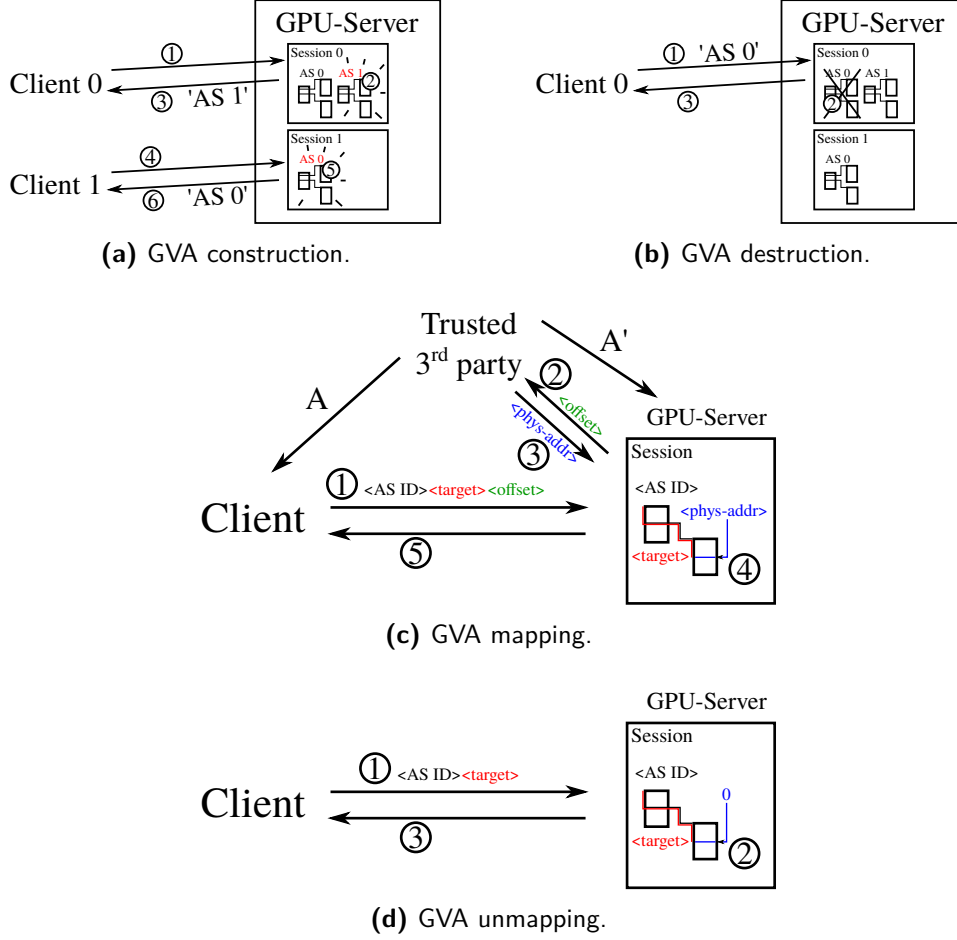 GPU-Server
Session 0
①
AS 0
AS 1
②
Client 0
③
'AS 1'
Session 1
④
AS 0
⑤
Client 1
⑥
'AS 0'
(a) GVA construction.
GPU-Server
Session 0
①
'AS 0'
AS 0
AS 1
Client 0
②
③
Session 1
AS 0
(b) GVA destruction.
Trusted
3rd party
A
A'
②
<offset>
<phys-addr>
③
GPU-Server
Session
① <AS ID><target><offset>
<AS ID>
Client
<phys-addr>
<target>
④
⑤
(c) GVA mapping.
GPU-Server
Session
① <AS ID><target>
<AS ID>
Client
0
③
<target>
②
(d) GVA unmapping.